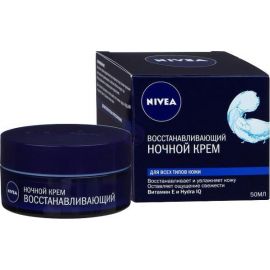 NIVEA
ВОССТАНАВЛИВАЮЩИЙ
НОЧНОЙ КРЕМ
ДЛЯ ВСЕХ ТИПОВ КОЖИ
Восстанавливает и увлажняет кожу
Оставляет ощущение свежести
Витамин Е и Hydra IQ
50МЛ
НОЧНОЙ КРЕМ
ВОССТАНАВЛИВАЮЩИЙ